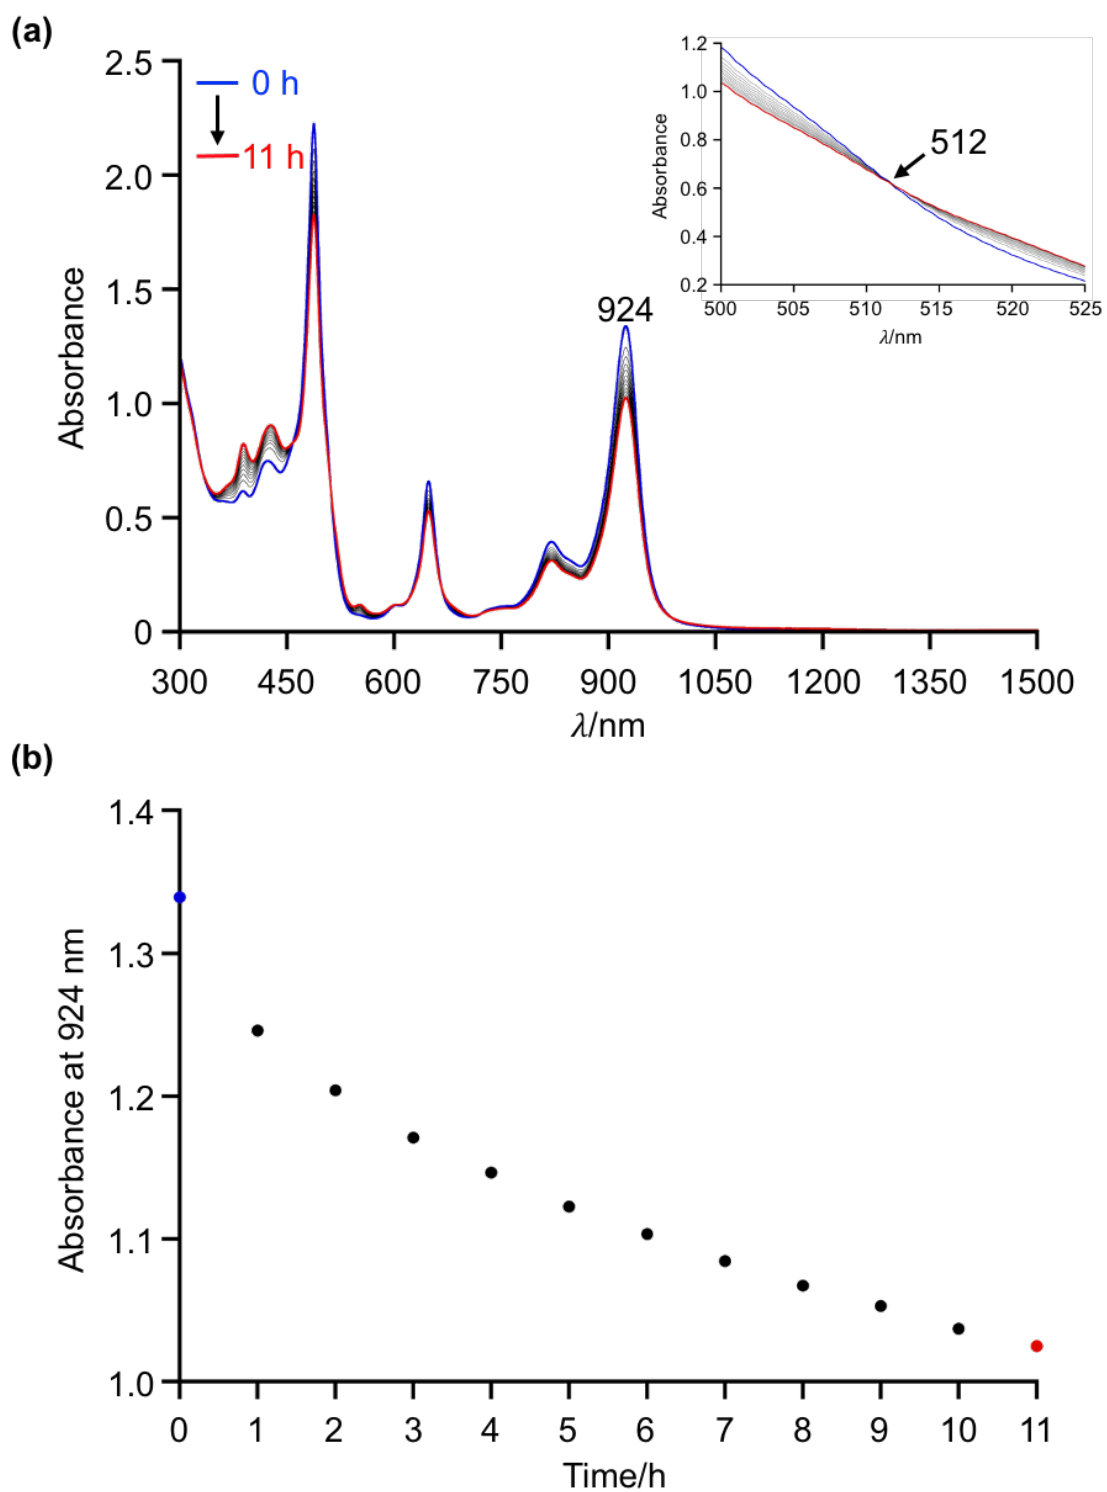 (a)
2.5
2.0
1.5
1.0
0.5
0
Absorbance
0 h
11 h
924
300 450 600 750 900 1050 1200 1350 1500
λ/nm
1.2
1.0
0.8
0.6
0.4
0.2
Absorbance
512
500 505 510 515 520 525
λ/nm
(b)
1.4
1.3
1.2
1.1
1.0
Absorbance at 924 nm
0 1 2 3 4 5 6 7 8 9 10 11
Time/h